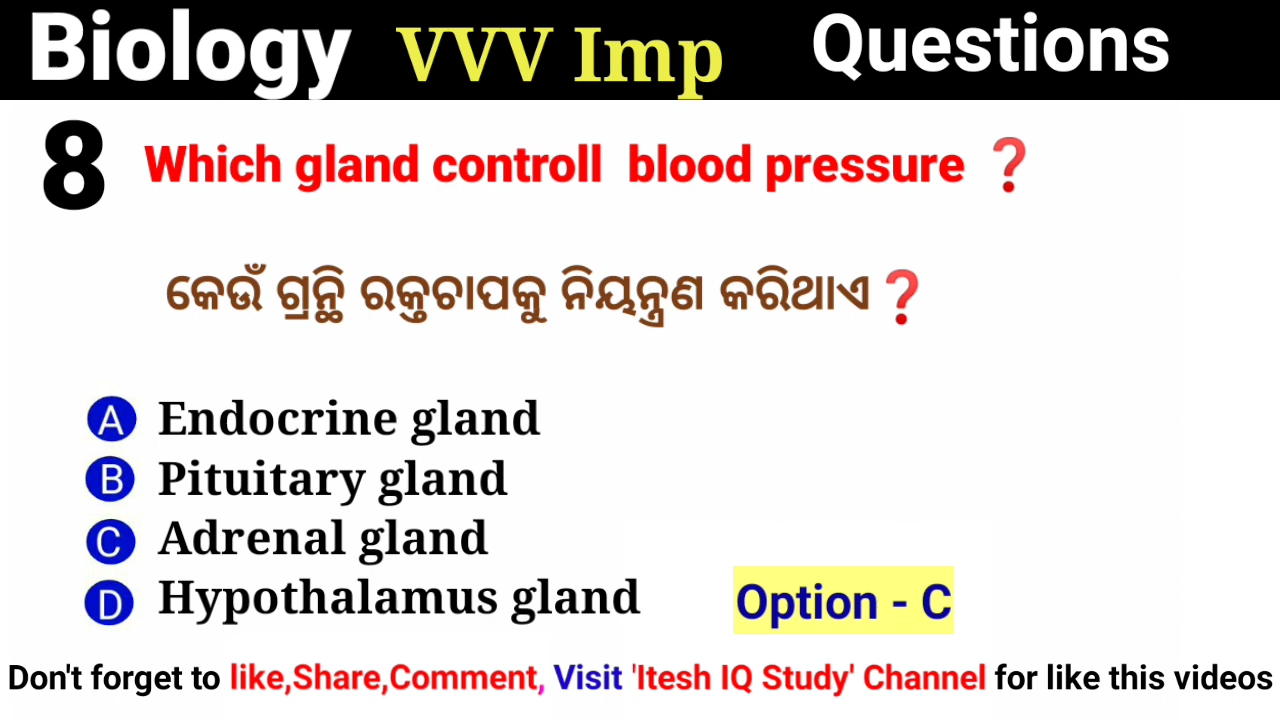 Biology VVV Imp Questions
8 Which gland controll blood pressure ❓
କେଉଁ ଗ୍ରନ୍ଥି ରକ୍ତଚାପକୁ ନିୟନ୍ତ୍ରଣ କରିଥାଏ ❓
A Endocrine gland
B Pituitary gland
C Adrenal gland
D Hypothalamus gland
Option - C
Don't forget to like,Share,Comment, Visit 'Itesh IQ Study' Channel for like this videos